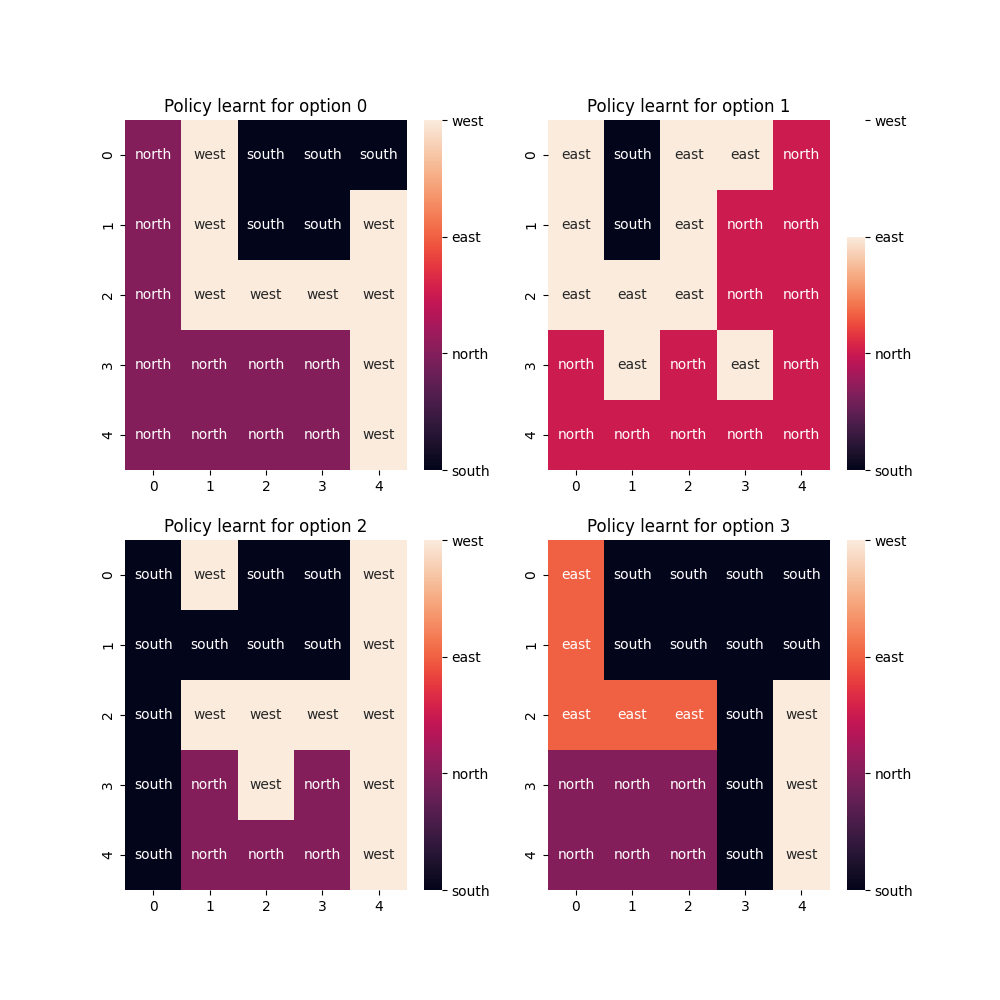 Policy learnt for option 0
0 north west south south south
1 north west south south west
2 north west west west west
3 north north north north west
4 north north north north west
0 1 2 3 4
west
east
north
south
Policy learnt for option 1
0 east south east east north
1 east south east north north
2 east east east north north
3 north east north east north
4 north north north north north
0 1 2 3 4
west
east
north
south
Policy learnt for option 2
0 south west south south west
1 south south south south west
2 south west west west west
3 south north west north west
4 south north north north west
0 1 2 3 4
west
east
north
south
Policy learnt for option 3
0 east south south south south
1 east south south south south
2 east east east south west
3 north north north south west
4 north north north south west
0 1 2 3 4
west
east
north
south